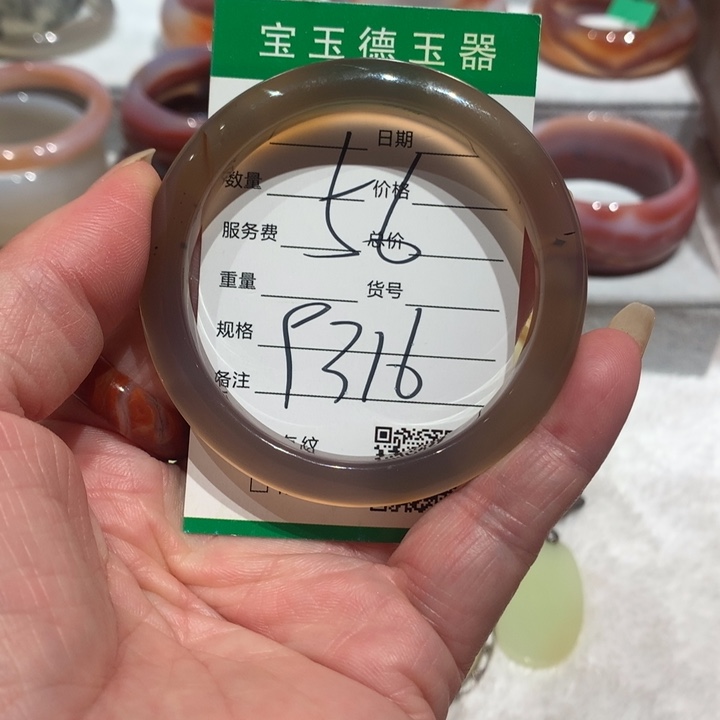 宝玉德玉器
日期
数量 价格
56
服务费 总价
重量 货号
规格
P316
备注